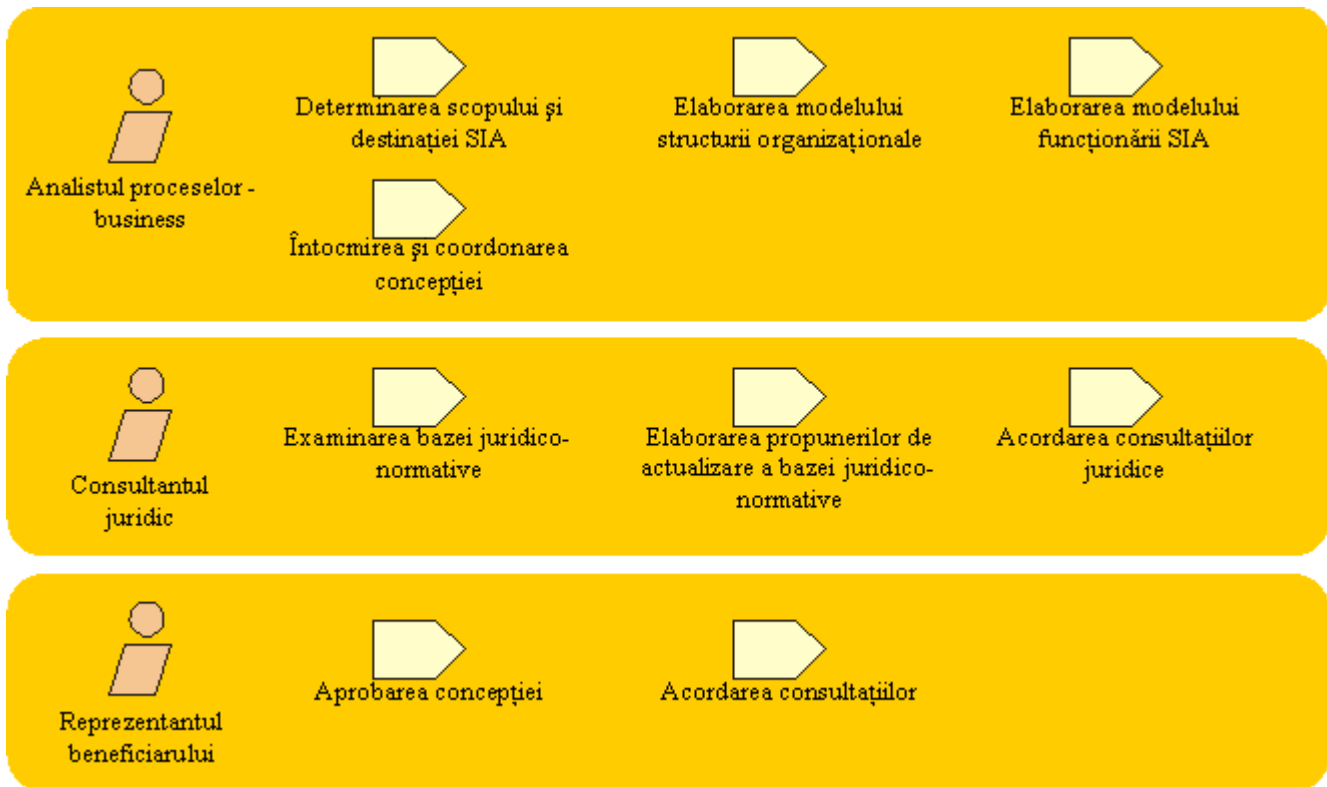 Determinarea scopului şi
destinaţiei SIA
Elaborarea modelului
structurii organizaţionale
Elaborarea modelului
funcţionării SIA
Analistul proceselor -
business
Întocmirea şi coordonarea
concepţiei
Examinarea bazei juridico-
normative
Elaborarea propunerilor de
actualizare a bazei juridico-
normative
Acordarea consultaţiilor
juridice
Consultantul
juridic
Aprobarea concepţiei
Acordarea consultaţiilor
Reprezentantul
beneficiarului